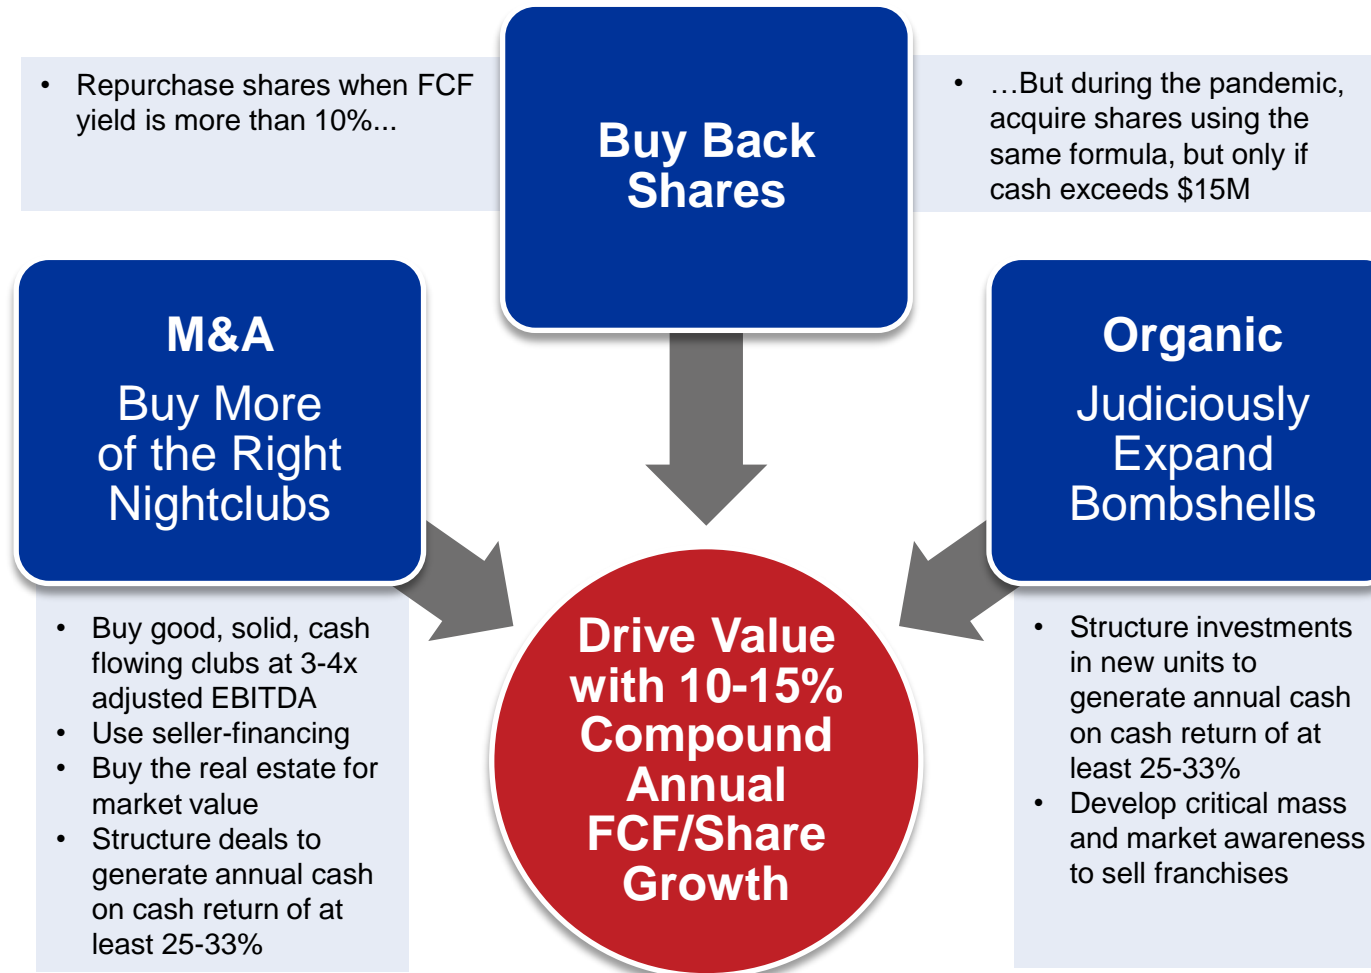 • Repurchase shares when FCF
yield is more than 10%...
Buy Back
Shares
• …But during the pandemic,
acquire shares using the
same formula, but only if
cash exceeds $15M
M&A
Buy More
of the Right
Nightclubs
• Buy good, solid, cash
flowing clubs at 3-4x
adjusted EBITDA
• Use seller-financing
• Buy the real estate for
market value
• Structure deals to
generate annual cash
on cash return of at
least 25-33%
Organic
Judiciously
Expand
Bombshells
• Structure investments
in new units to
generate annual cash
on cash return of at
least 25-33%
• Develop critical mass
and market awareness
to sell franchises
Drive Value
with 10-15%
Compound
Annual
FCF/Share
Growth